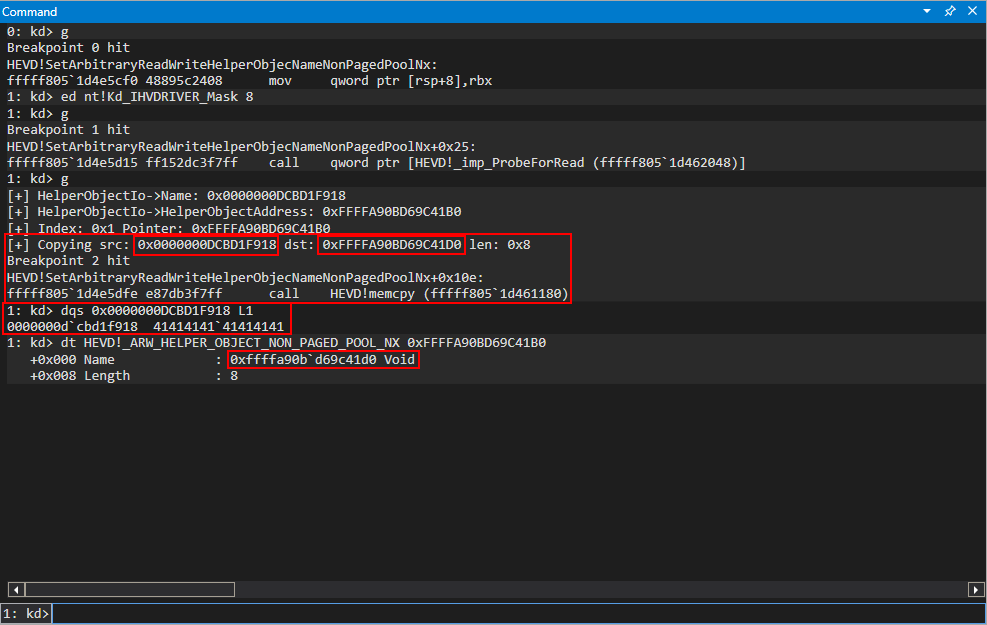 Command
0: kd> g
Breakpoint 0 hit
HEVD!SetArbitraryReadWriteHelperObjecNameNonPagedPoolNx:
fffff805`1d4e5cf0 48895c2408      mov     qword ptr [rsp+8],rbx
1: kd> ed nt!Kd_IHVDRIVER_Mask 8
1: kd> g
Breakpoint 1 hit
HEVD!SetArbitraryReadWriteHelperObjecNameNonPagedPoolNx+0x25:
fffff805`1d4e5d15 ff152dc3f7ff    call    qword ptr [HEVD!_imp_ProbeForRead (fffff805`1d462048)]
1: kd> g
[+] HelperObjectIo->Name: 0x0000000DCBD1F918
[+] HelperObjectIo->HelperObjectAddress: 0xFFFFA90BD69C41B0
[+] Index: 0x1 Pointer: 0xFFFFA90BD69C41B0
[+] Copying src: 0x0000000DCBD1F918 dst: 0xFFFFA90BD69C41D0 len: 0x8
Breakpoint 2 hit
HEVD!SetArbitraryReadWriteHelperObjecNameNonPagedPoolNx+0x10e:
fffff805`1d4e5dfe e87db3f7ff      call    HEVD!memcpy (fffff805`1d461180)
1: kd> dqs 0x0000000DCBD1F918 L1
0000000d`cbd1f918  41414141`41414141
1: kd> dt HEVD!_ARW_HELPER_OBJECT_NON_PAGED_POOL_NX 0xFFFFA90BD69C41B0
   +0x000 Name             : 0xffffa90b`d69c41d0 Void
   +0x008 Length           : 8
1: kd>